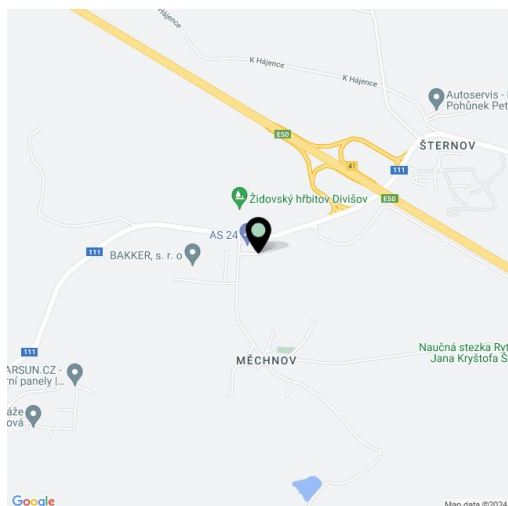 K Hájence
K Hájence
Autoservis -
Pohůnek Pet
E50
ŠTERNOV
41
111
E50
Židovský hřbitov Divišov
AS 24
111
BAKKER, s. r. o
Naučná stezka Ryt
Jana Kryštofa Š
111
MĚCHNOV
ARSUN.CZ -
rní panely |...
áže
ová
Google
Map data ©2024